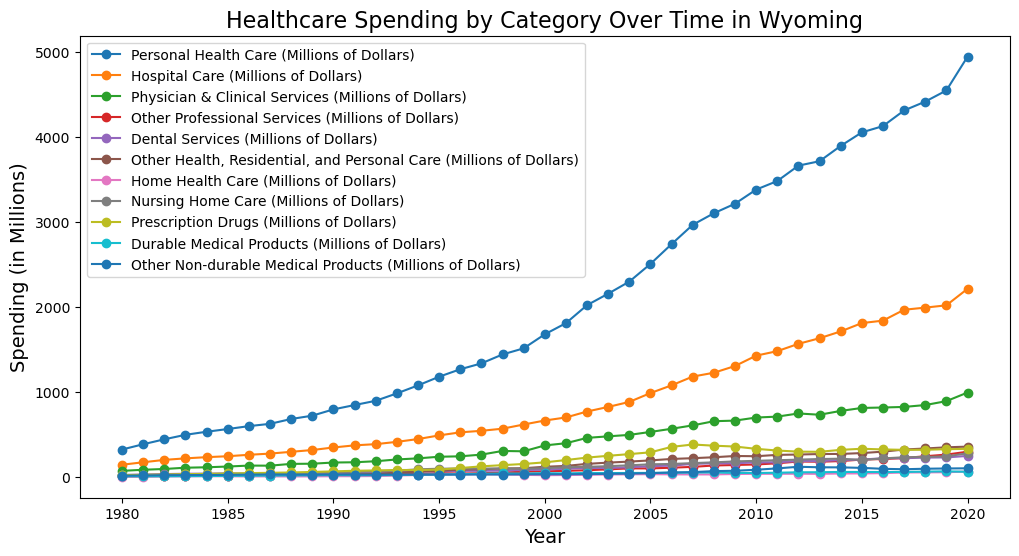 Healthcare Spending by Category Over Time in Wyoming
Personal Health Care (Millions of Dollars)
Hospital Care (Millions of Dollars)
Physician & Clinical Services (Millions of Dollars)
Other Professional Services (Millions of Dollars)
Dental Services (Millions of Dollars)
Other Health, Residential, and Personal Care (Millions of Dollars)
Home Health Care (Millions of Dollars)
Nursing Home Care (Millions of Dollars)
Prescription Drugs (Millions of Dollars)
Durable Medical Products (Millions of Dollars)
Other Non-durable Medical Products (Millions of Dollars)
Spending (in Millions)
5000
4000
3000
2000
1000
0
1980 1985 1990 1995 2000 2005 2010 2015 2020
Year